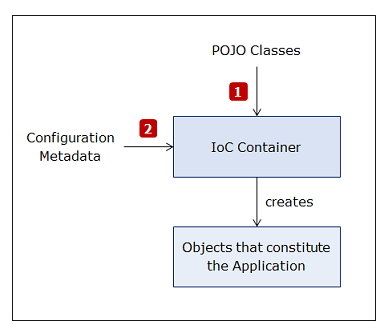 POJO Classes
1
2
Configuration
Metadata
IoC Container
creates
Objects that constitute
the Application